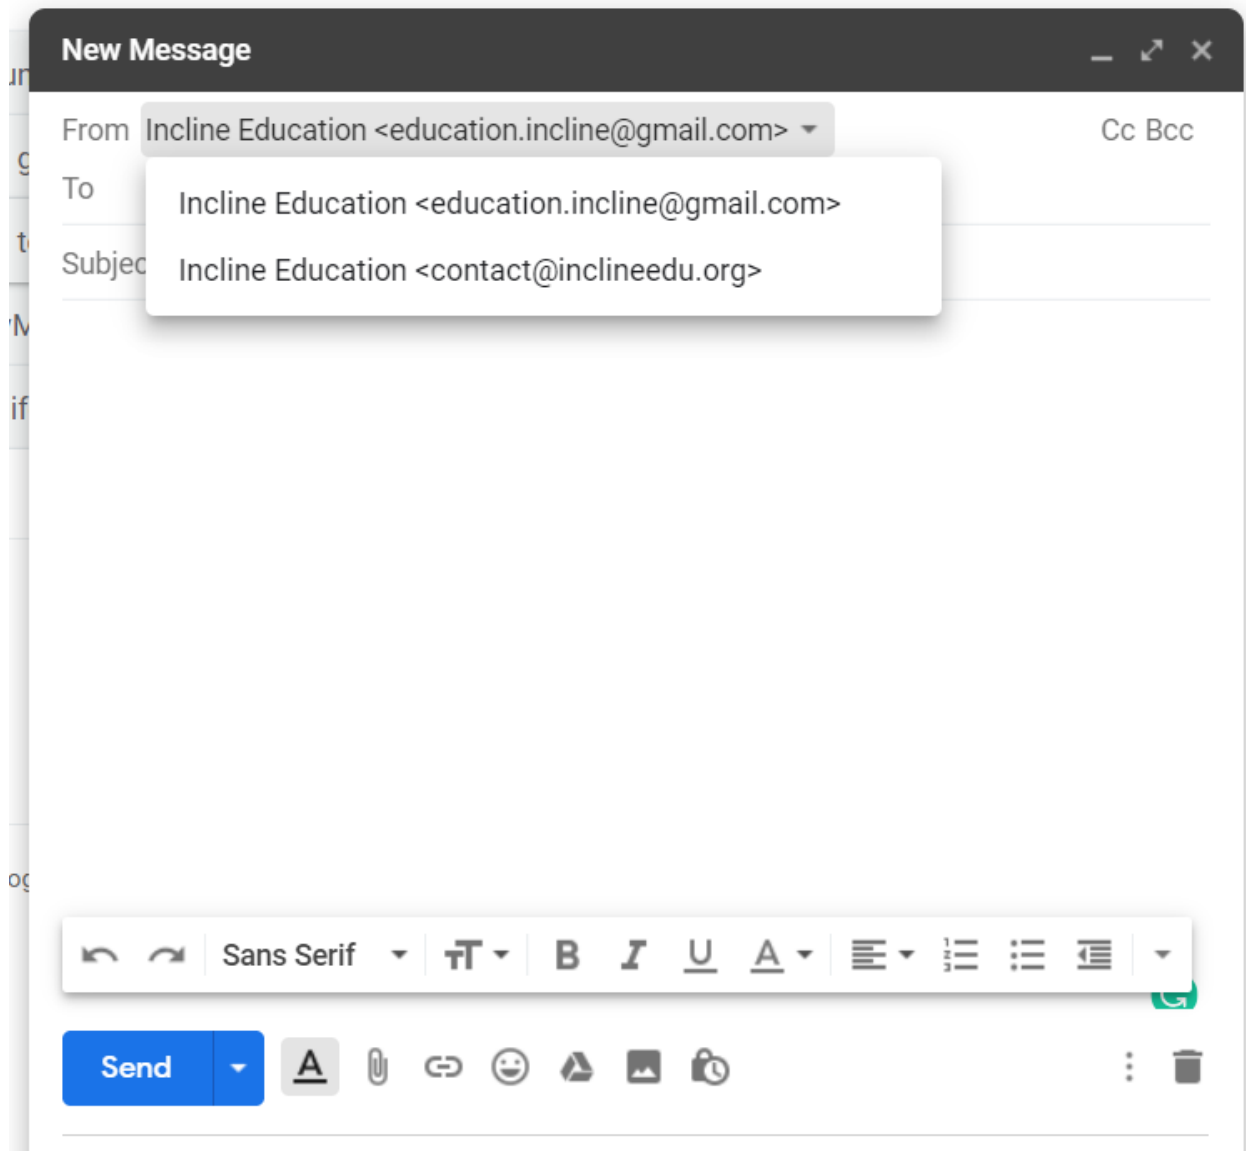 New Message
From Incline Education <education.incline@gmail.com> Cc Bcc
To
Incline Education <education.incline@gmail.com>
Subjec
Incline Education <contact@inclineedu.org>
Sans Serif
Send